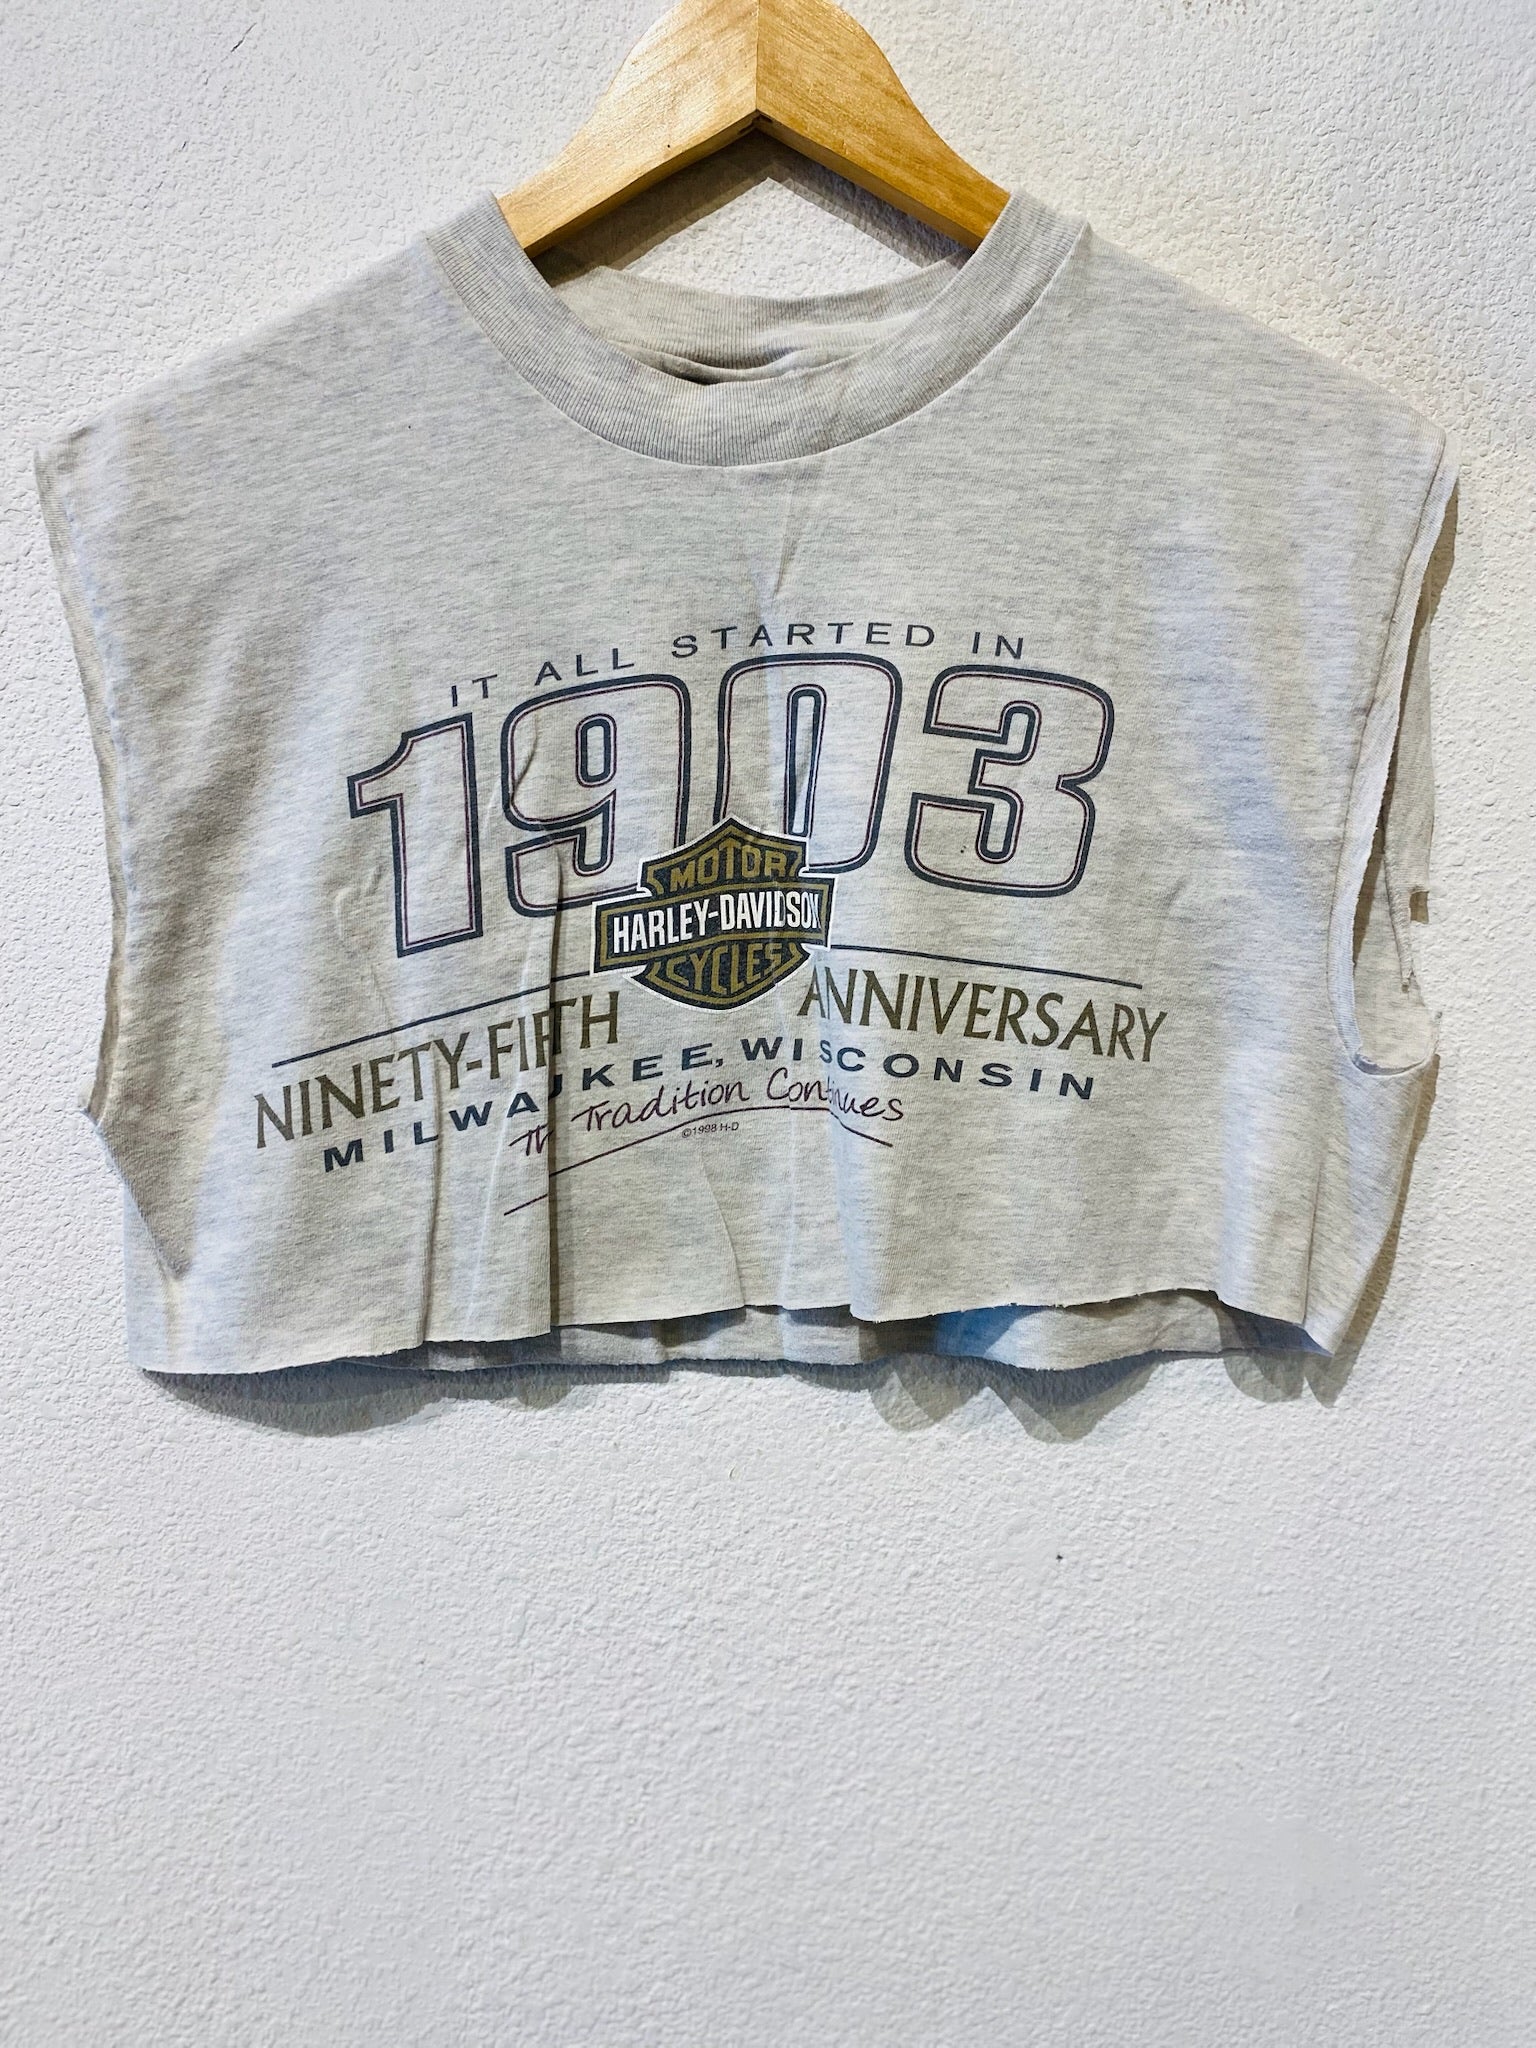 IT ALL STARTED IN
1903
MOTOR
HARLEY-DAVIDSON
CYCLES
NINETY-FIFTH ANNIVERSARY
MILWAUKEE, WISCONSIN
The Tradition Continues
©1998 H-D